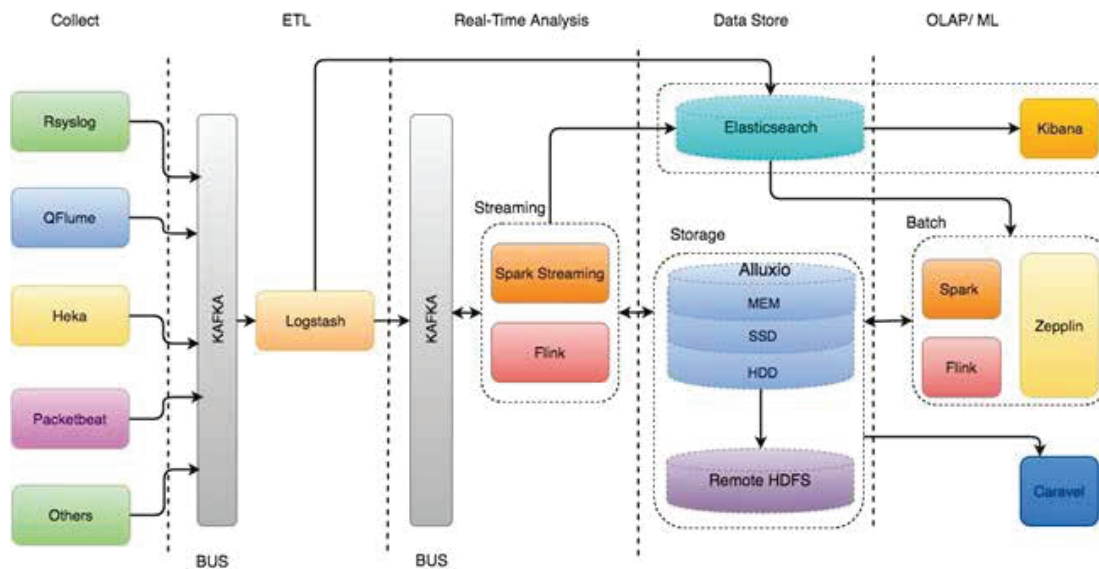 Collect
ETL
Real-Time Analysis
Data Store
OLAP/ ML
Rsyslog
QFlume
Heka
Packetbeat
Others
KAFKA
BUS
Logstash
KAFKA
BUS
Streaming
Spark Streaming
Flink
Elasticsearch
Kibana
Storage
Alluxio
MEM
SSD
HDD
Remote HDFS
Batch
Spark
Flink
Zepplin
Caravel